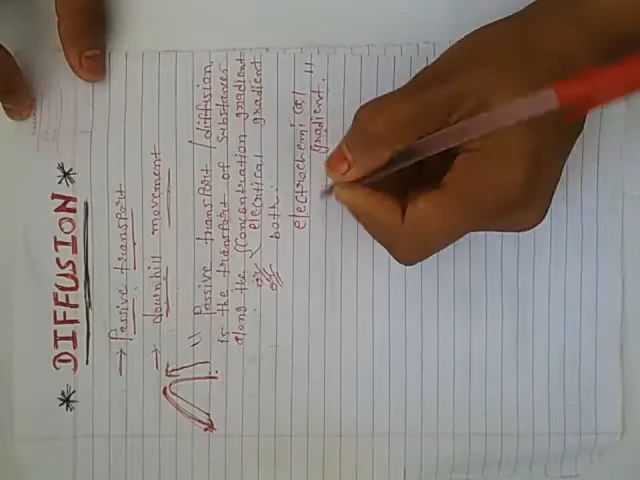 * DIFFUSION *
→ Passive transport
→ downhill movement
" Passive transport / diffusion
is the transport of substances
along the concentration gradient
or electrical gradient
or both.
electrochemical
gradient. "